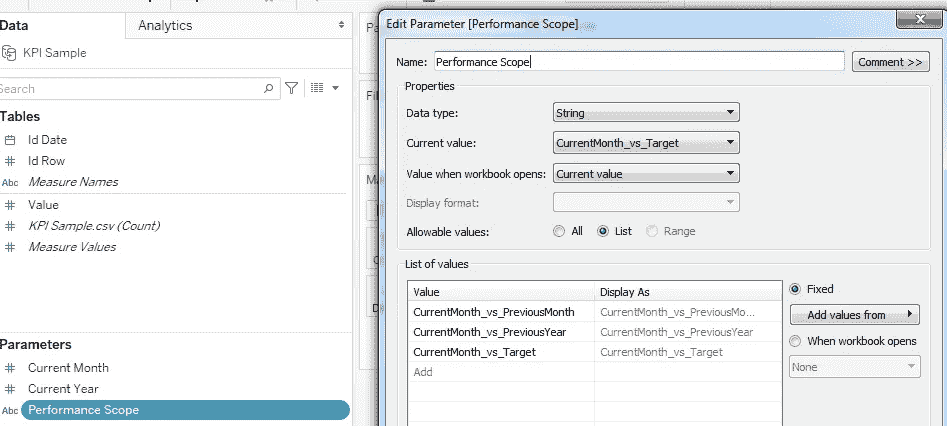 Data
Analytics
Edit Parameter [Performance Scope]
KPI Sample
Search
Tables
Id Date
Id Row
Abc Measure Names
Value
KPI Sample.csv (Count)
Measure Values
Parameters
Current Month
Current Year
Abc Performance Scope
Name: Performance Scope Comment >>
Properties
Data type: String
Current value: CurrentMonth_vs_Target
Value when workbook opens: Current value
Display format:
Allowable values: All List Range
List of values
Value Display As
CurrentMonth_vs_PreviousMonth CurrentMonth_vs_PreviousMo...
CurrentMonth_vs_PreviousYear CurrentMonth_vs_PreviousYear
CurrentMonth_vs_Target CurrentMonth_vs_Target
Add
Fixed
Add values from
When workbook opens
None